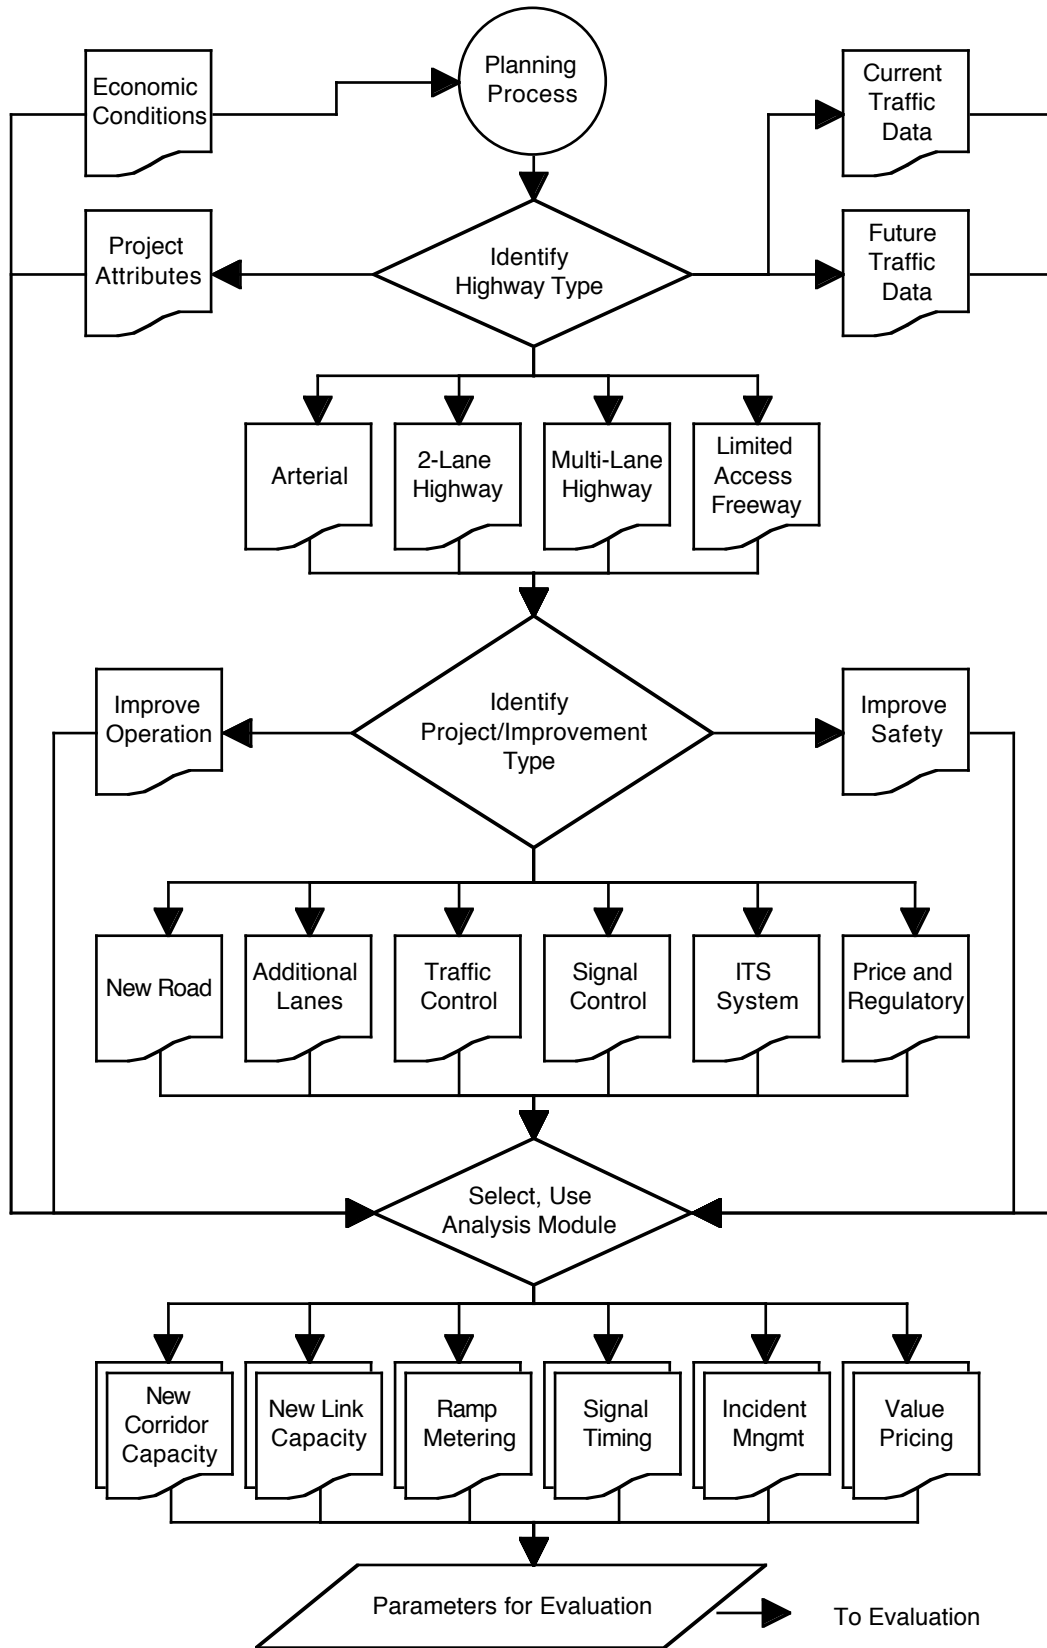 Economic
Conditions
Planning
Process
Current
Traffic
Data
Project
Attributes
Identify
Highway Type
Future
Traffic
Data
Arterial
2-Lane
Highway
Multi-Lane
Highway
Limited
Access
Freeway
Improve
Operation
Identify
Project/Improvement
Type
Improve
Safety
New Road
Additional
Lanes
Traffic
Control
Signal
Control
ITS
System
Price and
Regulatory
Select, Use
Analysis Module
New
Corridor
Capacity
New Link
Capacity
Ramp
Metering
Signal
Timing
Incident
Mngmt
Value
Pricing
Parameters for Evaluation
To Evaluation